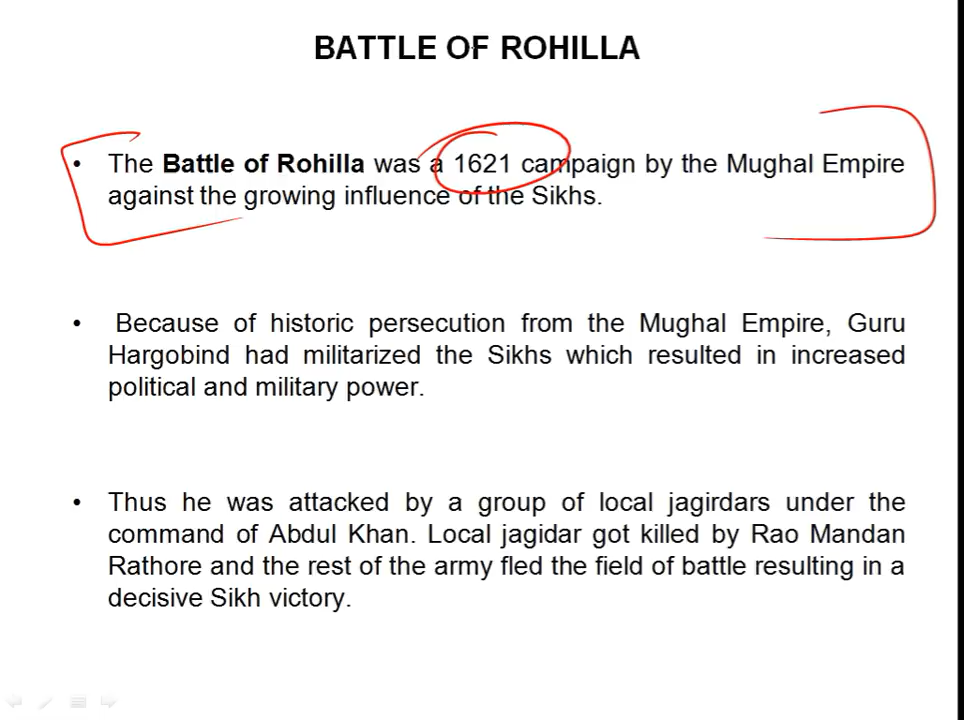 BATTLE OF ROHILLA
• The Battle of Rohilla was a 1621 campaign by the Mughal Empire
against the growing influence of the Sikhs.
• Because of historic persecution from the Mughal Empire, Guru
Hargobind had militarized the Sikhs which resulted in increased
political and military power.
• Thus he was attacked by a group of local jagirdars under the
command of Abdul Khan. Local jagidar got killed by Rao Mandan
Rathore and the rest of the army fled the field of battle resulting in a
decisive Sikh victory.